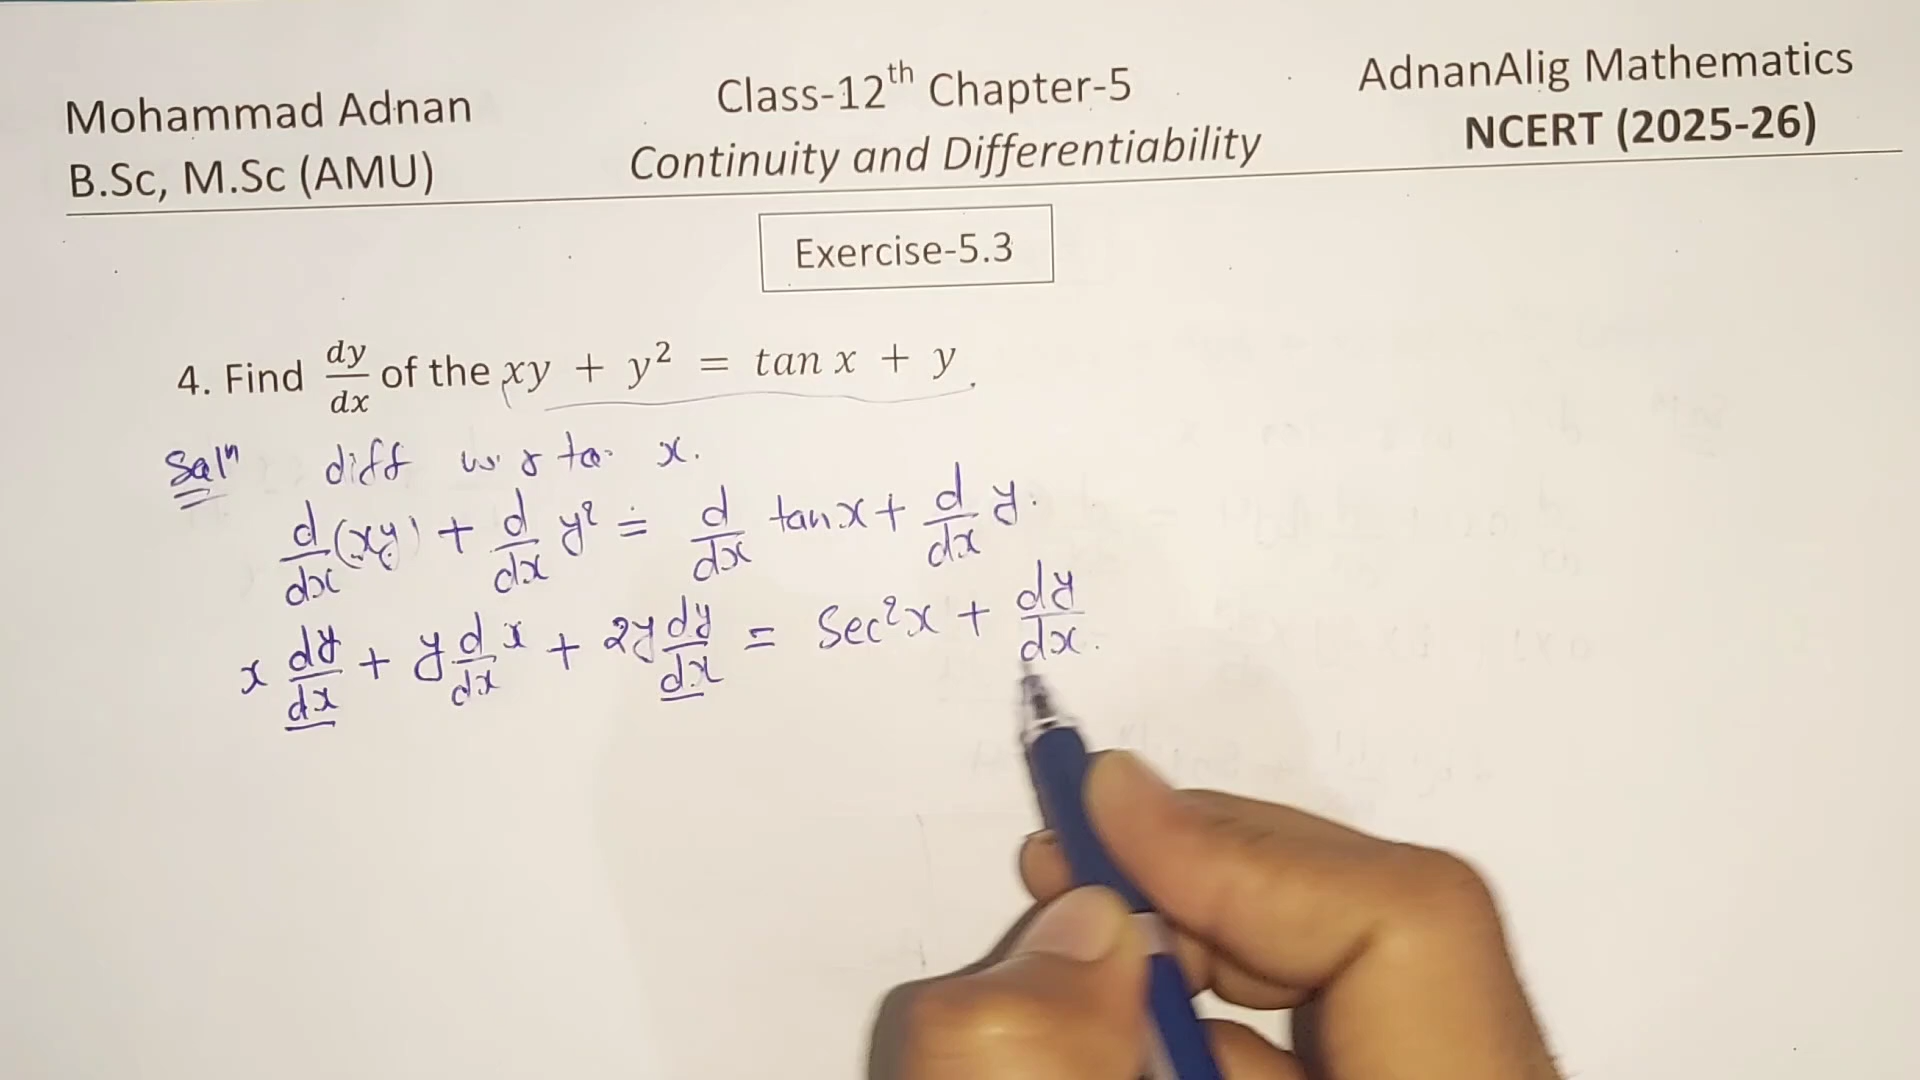 Mohammad Adnan
B.Sc, M.Sc (AMU)
Class-12th Chapter-5
Continuity and Differentiability
AdnanAlig Mathematics
NCERT (2025-26)
Exercise-5.3
4. Find dy/dx of the xy + y² = tan x + y
Solⁿ diff w. r to x.
d/dx (xy) + d/dx y² = d/dx tanx + d/dx y.
x dy/dx + y d/dx x + 2y dy/dx = Sec²x + dy/dx.